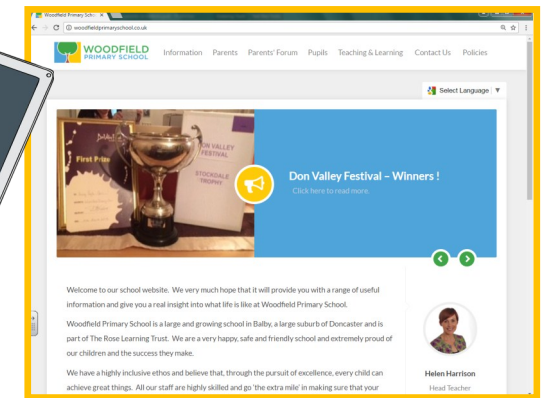 Woodfield Primary Scho
woodfieldprimaryschool.co.uk
WOODFIELD
PRIMARY SCHOOL
Information Parents Parents' Forum Pupils Teaching & Learning Contact Us Policies
Select Language
First Prize
DON VALLEY
FESTIVAL
STOCKDALE
TROPHY
Don Valley Festival – Winners !
Click here to read more.
Welcome to our school website. We very much hope that it will provide you with a range of useful
information and give you a real insight into what life is like at Woodfield Primary School.
Woodfield Primary School is a large and growing school in Balby, a large suburb of Doncaster and is
part of The Rose Learning Trust. We are a very happy, safe and friendly school and extremely proud of
our children and the success they make.
We have a highly inclusive ethos and believe that, through the pursuit of excellence, every child can
achieve great things. All our staff are highly skilled and go 'the extra mile' in making sure that your
Helen Harrison
Head Teacher